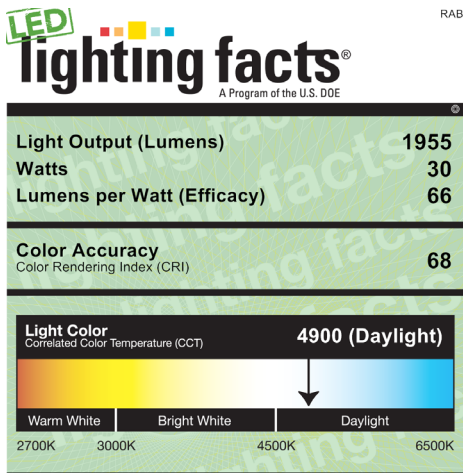 RAB
LED
lighting facts®
A Program of the U.S. DOE
Light Output (Lumens) 1955
Watts 30
Lumens per Watt (Efficacy) 66
Color Accuracy
Color Rendering Index (CRI) 68
Light Color
Correlated Color Temperature (CCT) 4900 (Daylight)
Warm White Bright White Daylight
2700K 3000K 4500K 6500K